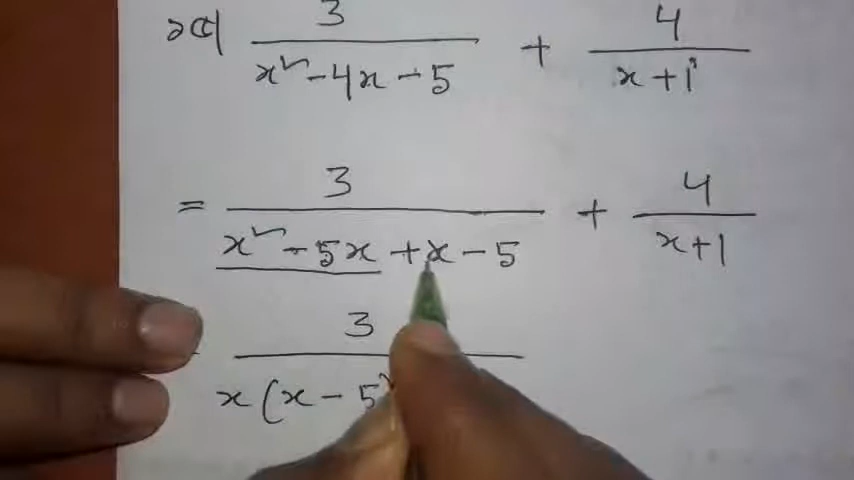 3/(x² - 4x - 5) + 4/(x + 1)
= 3/(x² - 5x + x - 5) + 4/(x + 1)
3/(x(x - 5)